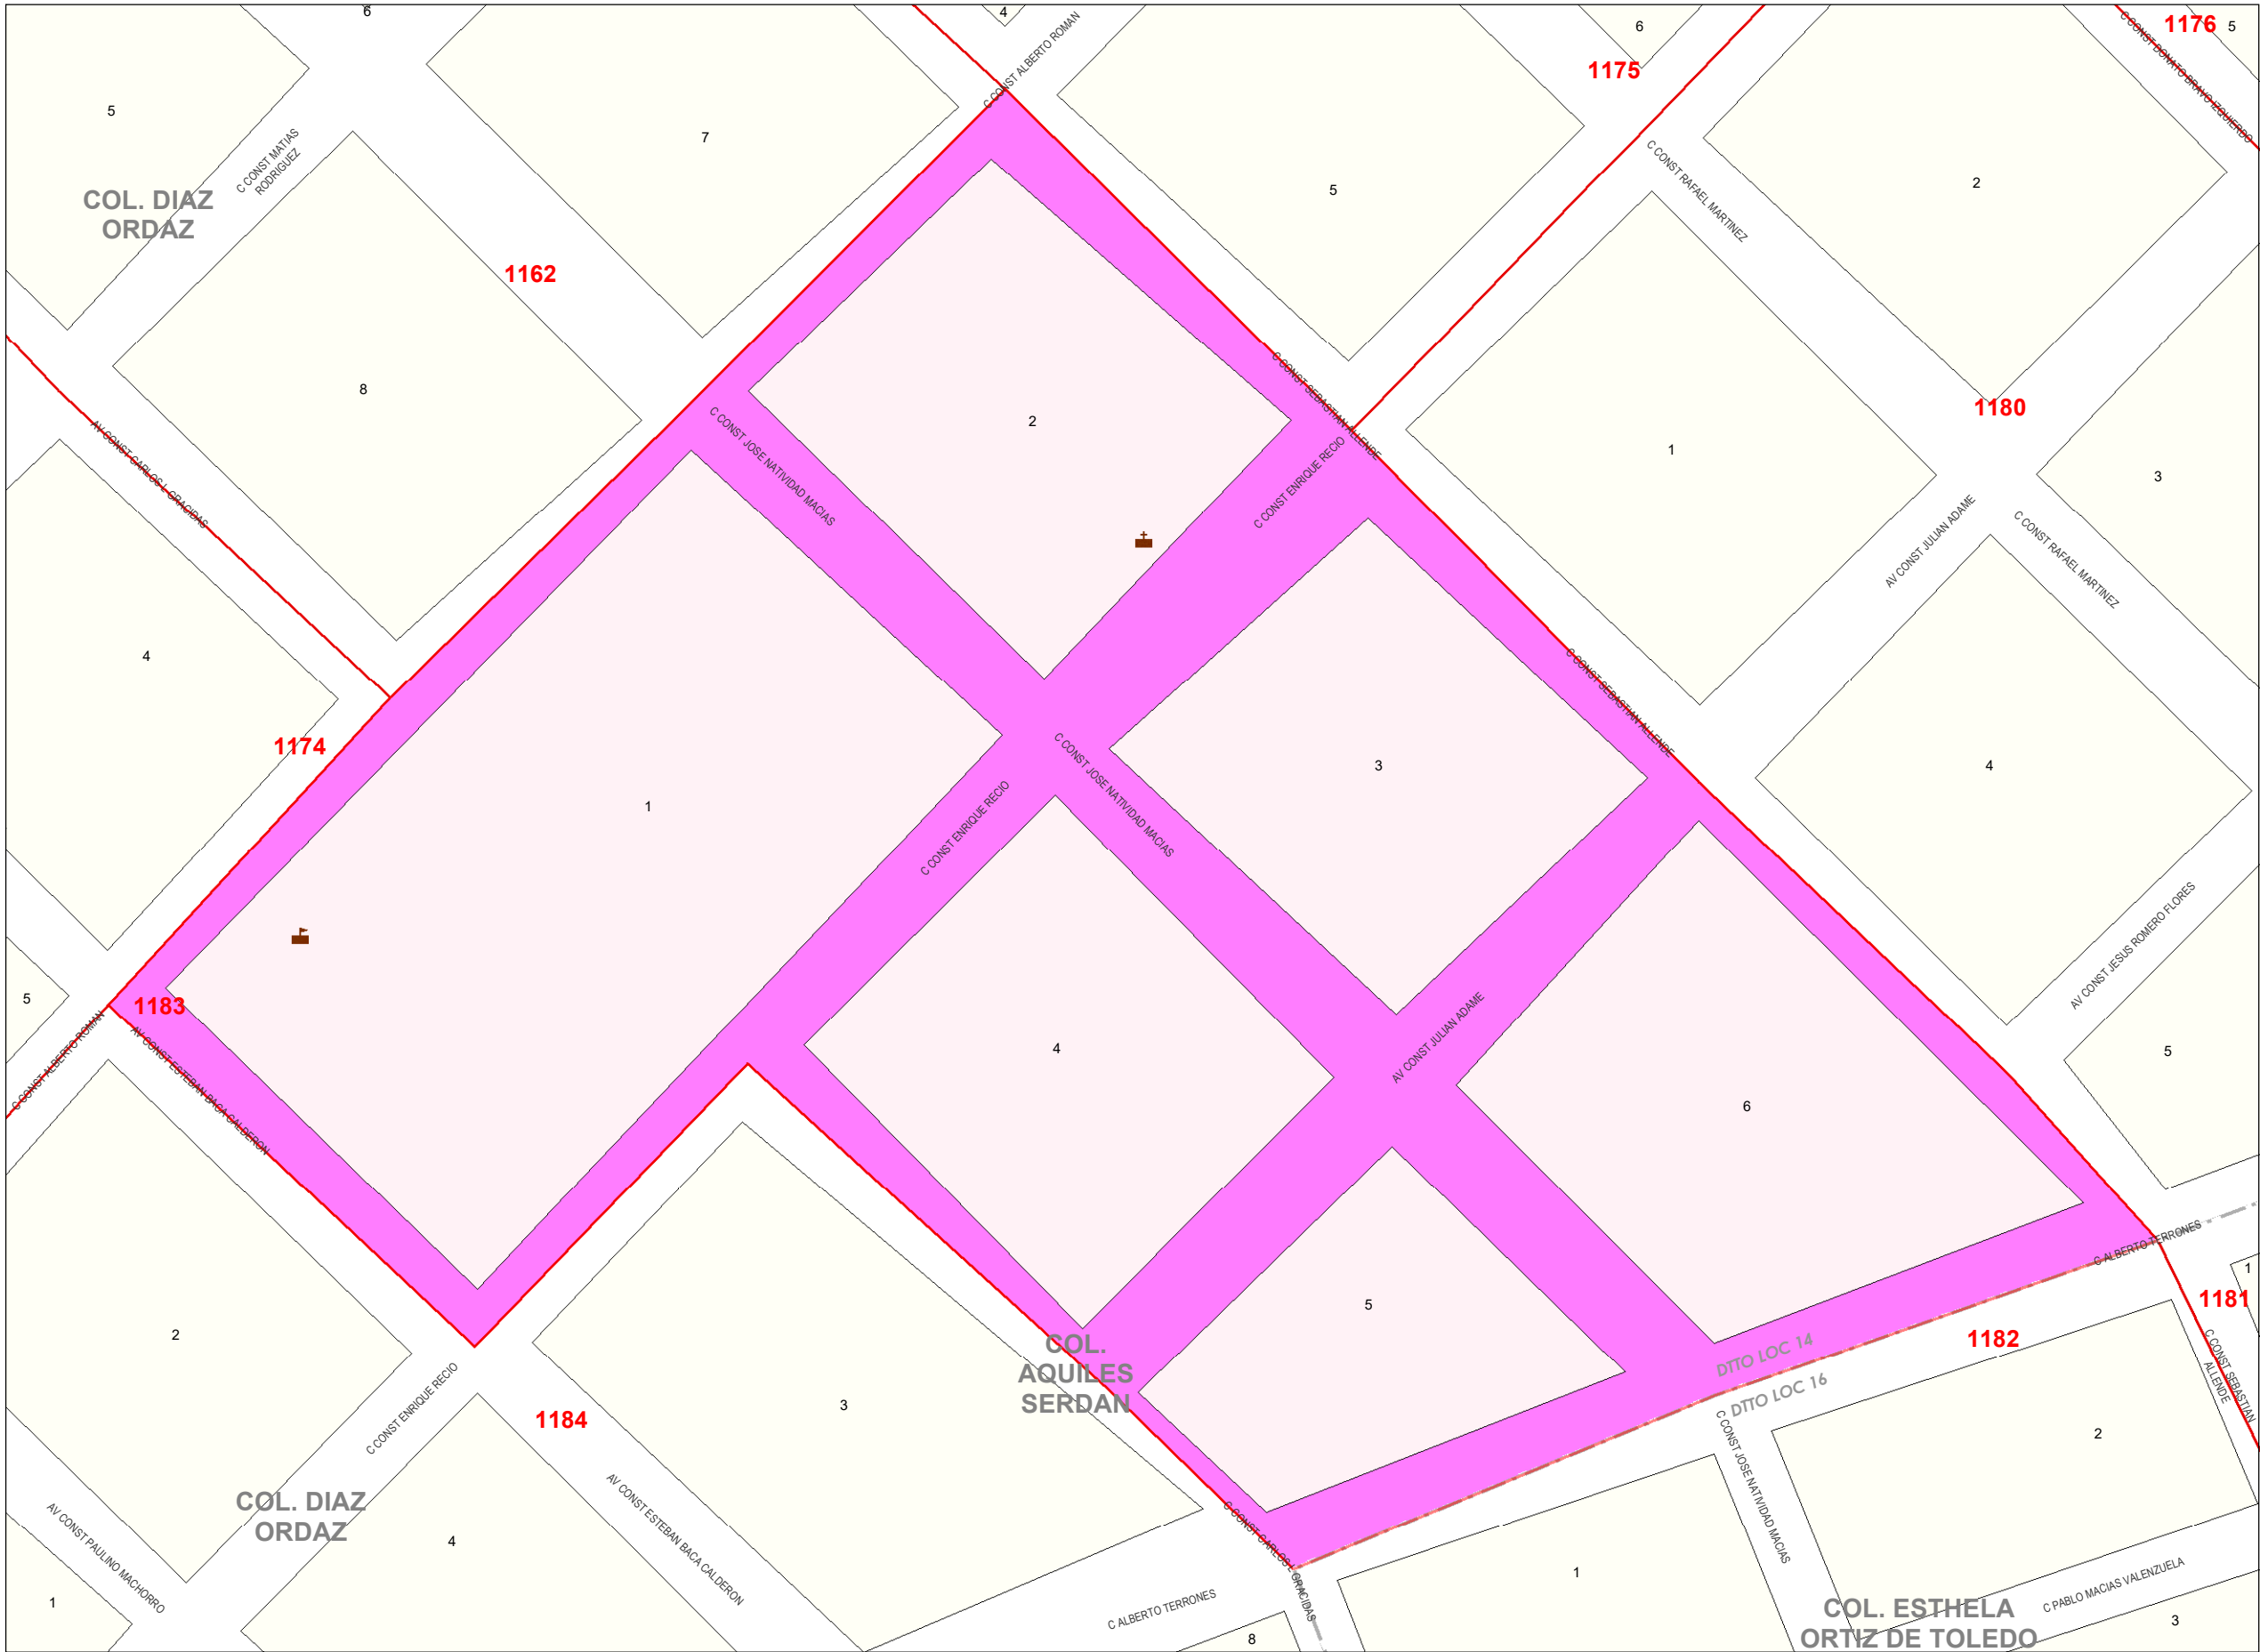 6
4
C CONST ALBERTO ROMAN
6
1176
5
C CONST DONATO BRAVO IZQUIERDO
1175
5
7
C CONST MATIAS
RODRIGUEZ
C CONST RAFAEL MARTINEZ
2
5
COL. DIAZ
ORDAZ
1162
8
C CONST SEBASTIAN ALLENDE
1180
C CONST JOSE NATIVIDAD MACIAS
2
C CONST ENRIQUE RECIO
1
3
AV CONST CARLOS L GRACIDAS
AV CONST JULIAN ADAME
C CONST RAFAEL MARTINEZ
4
C CONST SEBASTIAN ALLENDE
1174
1
C CONST JOSE NATIVIDAD MACIAS
3
4
C CONST ENRIQUE RECIO
AV CONST JESUS ROMERO FLORES
5
1183
C CONST ALBERTO ROMAN
AV CONST ESTEBAN BACA CALDERON
4
AV CONST JULIAN ADAME
5
6
C ALBERTO TERRONES
1
1181
2
5
1182
COL.
AQUILES
SERDAN
DTTO LOC 14
DTTO LOC 16
C CONST SEBASTIAN
ALLENDE
C CONST ENRIQUE RECIO
1184
3
2
C CONST JOSE NATIVIDAD MACIAS
COL. DIAZ
ORDAZ
AV CONST PAULINO MACHORRO
4
AV CONST ESTEBAN BACA CALDERON
C CONST CARLOS L GRACIDAS
1
1
C ALBERTO TERRONES
C PABLO MACIAS VALENZUELA
COL. ESTHELA
ORTIZ DE TOLEDO
3
8